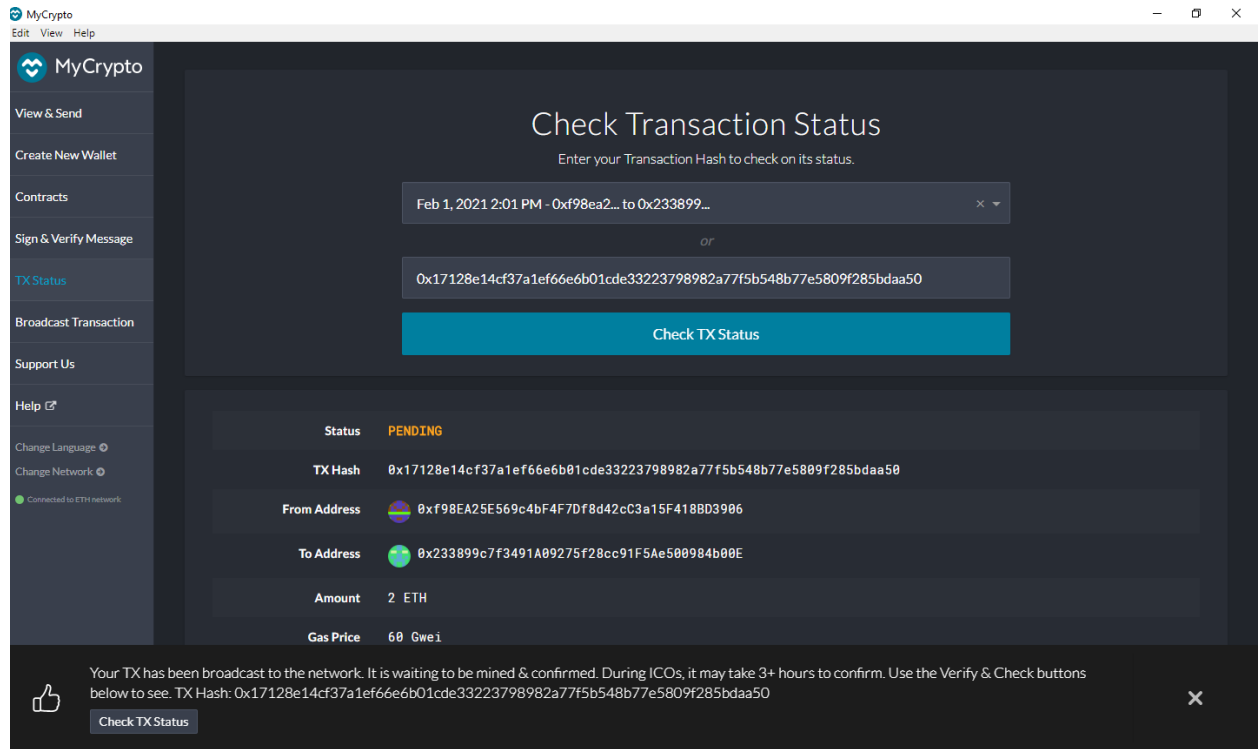 MyCrypto
Edit View Help
MyCrypto
View & Send
Create New Wallet
Contracts
Sign & Verify Message
TX Status
Broadcast Transaction
Support Us
Help
Change Language
Change Network
Connected to ETH network
Check Transaction Status
Enter your Transaction Hash to check on its status.
Feb 1, 2021 2:01 PM - 0xf98ea2... to 0x233899...
or
0x17128e14cf37a1ef66e6b01cde33223798982a77f5b548b77e5809f285bdaa50
Check TX Status
Status PENDING
TX Hash 0x17128e14cf37a1ef66e6b01cde33223798982a77f5b548b77e5809f285bdaa50
From Address 0xf98EA25E569c4bF4F7Df8d42cC3a15F418BD3906
To Address 0x233899c7f3491A09275f28cc91F5Ae500984b00E
Amount 2 ETH
Gas Price 60 Gwei
Your TX has been broadcast to the network. It is waiting to be mined & confirmed. During ICOs, it may take 3+ hours to confirm. Use the Verify & Check buttons
below to see. TX Hash: 0x17128e14cf37a1ef66e6b01cde33223798982a77f5b548b77e5809f285bdaa50
Check TX Status